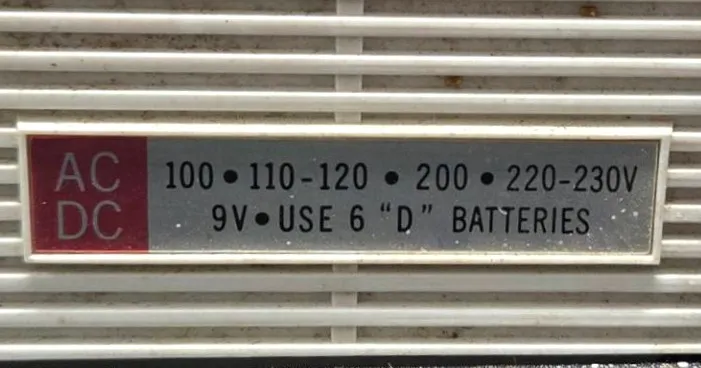 AC 100 • 110-120 • 200 • 220-230V
DC 9V • USE 6 "D" BATTERIES